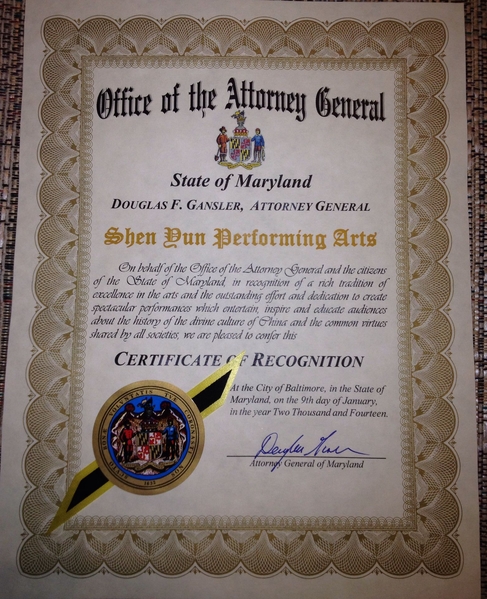 Office of the Attorney General
State of Maryland
DOUGLAS F. GANSLER, ATTORNEY GENERAL
Shen Yun Performing Arts
On behalf of the Office of the Attorney General and the citizens
of the State of Maryland, in recognition of a rich tradition of
excellence in the arts and the outstanding effort and dedication to create
spectacular performances which entertain, inspire and educate audiences
about the history of the divine culture of China and the common virtues
shared by all societies, we are pleased to confer this
CERTIFICATE OF RECOGNITION
At the City of Baltimore, in the State of
Maryland, on the 9th day of January,
in the year Two Thousand and Fourteen.
Attorney General of Maryland